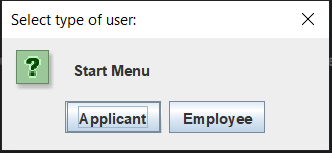 Select type of user:
Start Menu
Applicant Employee